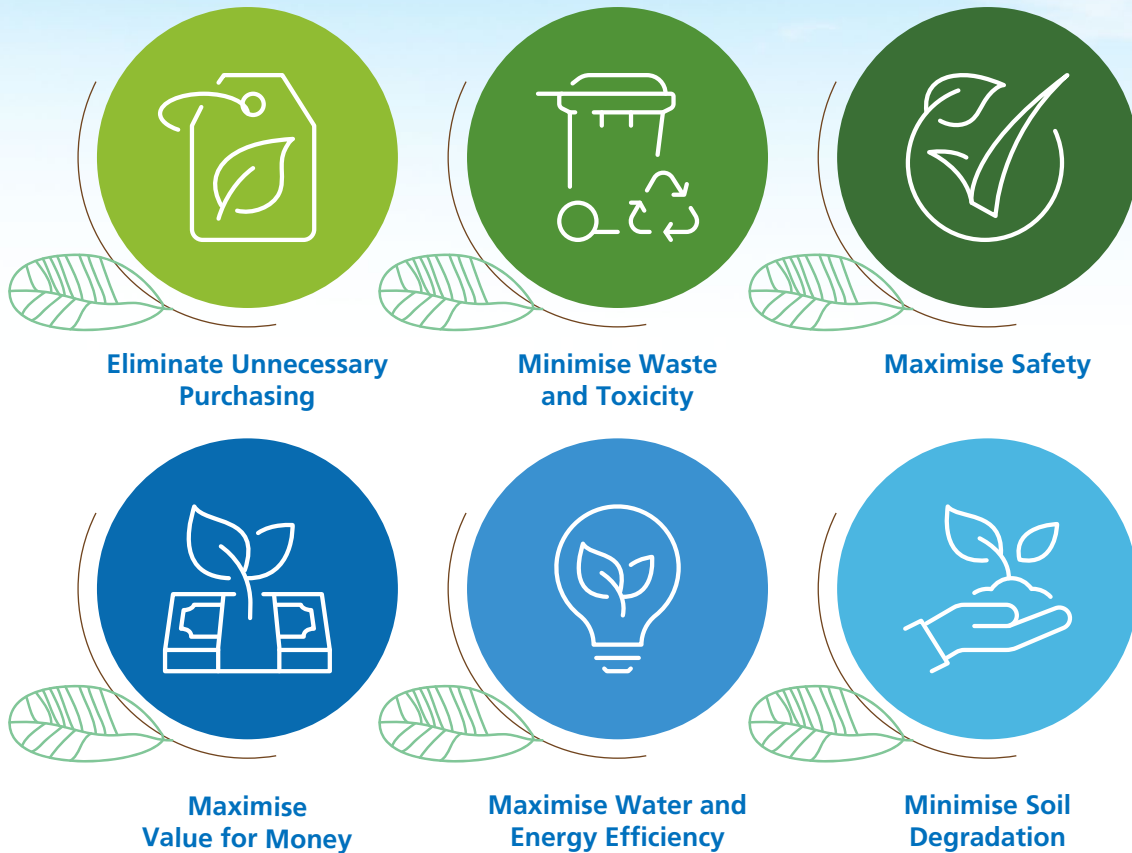 Eliminate Unnecessary
Purchasing
Minimise Waste
and Toxicity
Maximise Safety
Maximise
Value for Money
Maximise Water and
Energy Efficiency
Minimise Soil
Degradation